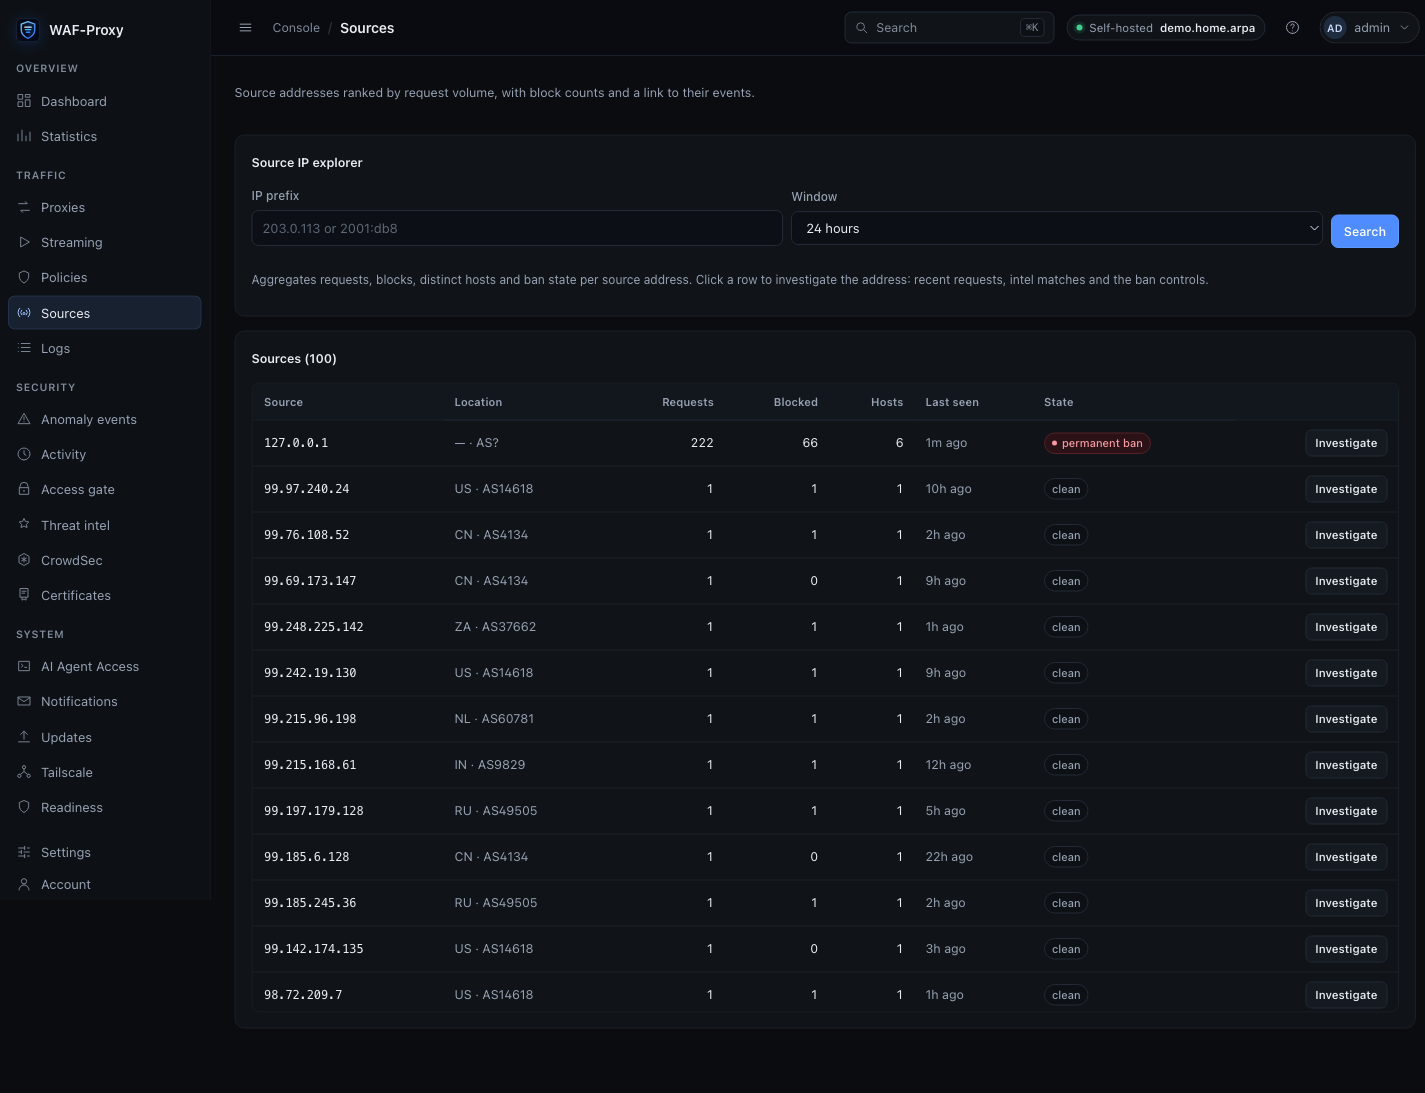 WAF-Proxy
OVERVIEW
Dashboard
Statistics
TRAFFIC
Proxies
Streaming
Policies
Sources
Logs
SECURITY
Anomaly events
Activity
Access gate
Threat intel
CrowdSec
Certificates
SYSTEM
AI Agent Access
Notifications
Updates
Tailscale
Readiness
Settings
Account
Console / Sources
Search ⌘K
Self-hosted demo.home.arpa
AD admin
Source addresses ranked by request volume, with block counts and a link to their events.
Source IP explorer
IP prefix
203.0.113 or 2001:db8
Window
24 hours
Search
Aggregates requests, blocks, distinct hosts and ban state per source address. Click a row to investigate the address: recent requests, intel matches and the ban controls.
Sources (100)
Source Location Requests Blocked Hosts Last seen State
127.0.0.1 — · AS? 222 66 6 1m ago permanent ban Investigate
99.97.240.24 US · AS14618 1 1 1 10h ago clean Investigate
99.76.108.52 CN · AS4134 1 1 1 2h ago clean Investigate
99.69.173.147 CN · AS4134 1 0 1 9h ago clean Investigate
99.248.225.142 ZA · AS37662 1 1 1 1h ago clean Investigate
99.242.19.130 US · AS14618 1 1 1 9h ago clean Investigate
99.215.96.198 NL · AS60781 1 1 1 2h ago clean Investigate
99.215.168.61 IN · AS9829 1 1 1 12h ago clean Investigate
99.197.179.128 RU · AS49505 1 1 1 5h ago clean Investigate
99.185.6.128 CN · AS4134 1 0 1 22h ago clean Investigate
99.185.245.36 RU · AS49505 1 1 1 2h ago clean Investigate
99.142.174.135 US · AS14618 1 0 1 3h ago clean Investigate
98.72.209.7 US · AS14618 1 1 1 1h ago clean Investigate